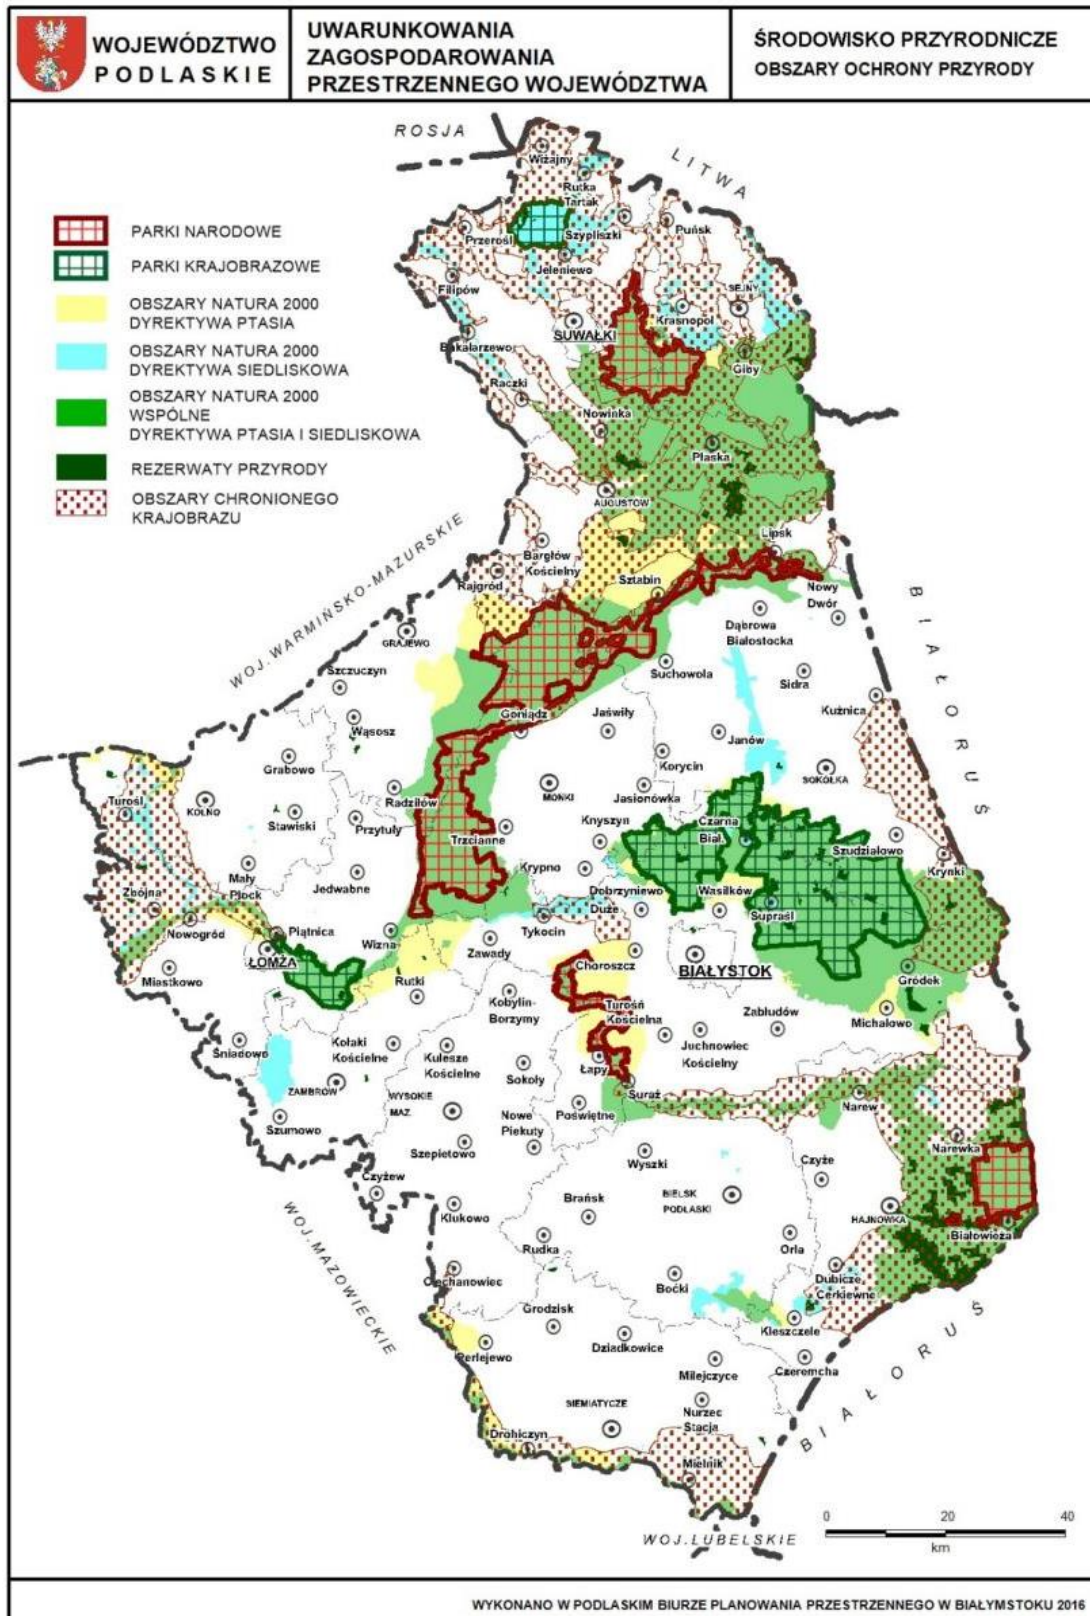 WOJEWÓDZTWO
PODLASKIE
UWARUNKOWANIA
ZAGOSPODAROWANIA
PRZESTRZENNEGO WOJEWÓDZTWA
ŚRODOWISKO PRZYRODNICZE
OBSZARY OCHRONY PRZYRODY
PARKI NARODOWE
PARKI KRAJOBRAZOWE
OBSZARY NATURA 2000
DYREKTYWA PTASIA
OBSZARY NATURA 2000
DYREKTYWA SIEDLISKOWA
OBSZARY NATURA 2000
WSPÓLNE
DYREKTYWA PTASIA I SIEDLISKOWA
REZERWATY PRZYRODY
OBSZARY CHRONIONEGO
KRAJOBRAZU
ROSJA
LITWA
Wiżajny
Rutka
Tartak
Szypliszki
Puńsk
Przerośl
Jeleniewo
Filipów
SEJNY
Krasnopol
SUWAŁKI
Bakałarzewo
Giby
Raczki
Nowinka
Płaska
AUGUSTÓW
Lipsk
Bargłów
Kościelny
Rajgród
Sztabin
Nowy
Dwór
WOJ.WARMIŃSKO-MAZURSKIE
BIAŁORUŚ
GRAJEWO
Dąbrowa
Białostocka
Suchowola
Sidra
Szczuczyn
Kuźnica
Goniądz
Jaświły
Wąsosz
Janów
Grabowo
Korycin
SOKÓŁKA
Turośl
KOLNO
Radziłów
MOŃKI
Jasionówka
Stawiski
Przytuły
Trzcianne
Knyszyn
Czarna
Biał.
Szudziałowo
Mały
Płock
Jedwabne
Krypno
Krynki
Zbójna
Dobrzyniewo
Duże
Wasilków
Supraśl
Nowogród
Piątnica
Wizna
Tykocin
ŁOMŻA
Zawady
Miastkowo
Choroszcz
BIAŁYSTOK
Gródek
Rutki
Kobylin-
Borzymy
Turośń
Kościelna
Zabłudów
Michałowo
Śniadowo
Kołaki
Kościelne
Kulesze
Kościelne
Juchnowiec
Kościelny
Sokoły
Łapy
ZAMBRÓW
WYSOKIE
MAZ.
Suraż
Narew
Szumowo
Nowe
Piekuty
Poświętne
Narewka
Szepietowo
Wyszki
Czyże
Czyżew
Brańsk
BIELSK
PODLASKI
HAJNÓWKA
Klukowo
Białowieża
Rudka
Orla
WOJ.MAZOWIECKIE
Ciechanowiec
Boćki
Dubicze
Cerkiewne
Grodzisk
Kleszczele
Perlejewo
Dziadkowice
Czeremcha
Milejczyce
BIAŁORUŚ
SIEMIATYCZE
Nurzec
Stacja
Drohiczyn
Mielnik
WOJ.LUBELSKIE
0 20 40
km
WYKONANO W PODLASKIM BIURZE PLANOWANIA PRZESTRZENNEGO W BIAŁYMSTOKU 2016